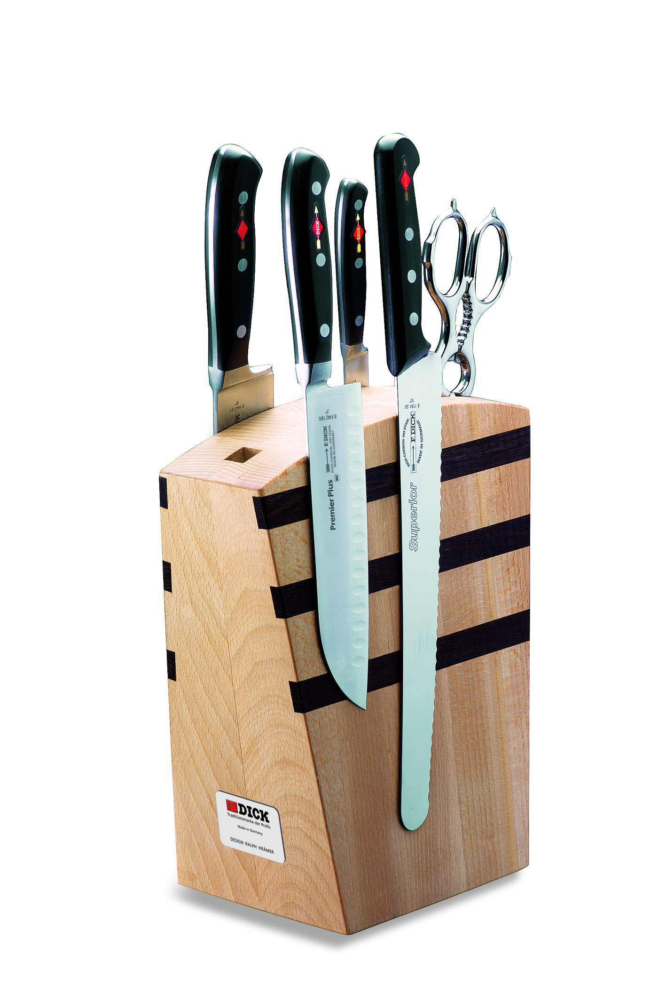 DICK
DICK
DICK
DICK
8 1447 21
8"
8 1442 18K
7"
F. DICK
HIGH CARBON - NO STAIN
MADE IN GERMANY
NSF
Premier Plus
8 1151 26
10"
HIGH CARBON-NO STAIN
F. DICK
MADE IN GERMANY
Superior
DICK
Traditionsmarke der Profis
Made in Germany
DESIGN RALPH KRÄMER